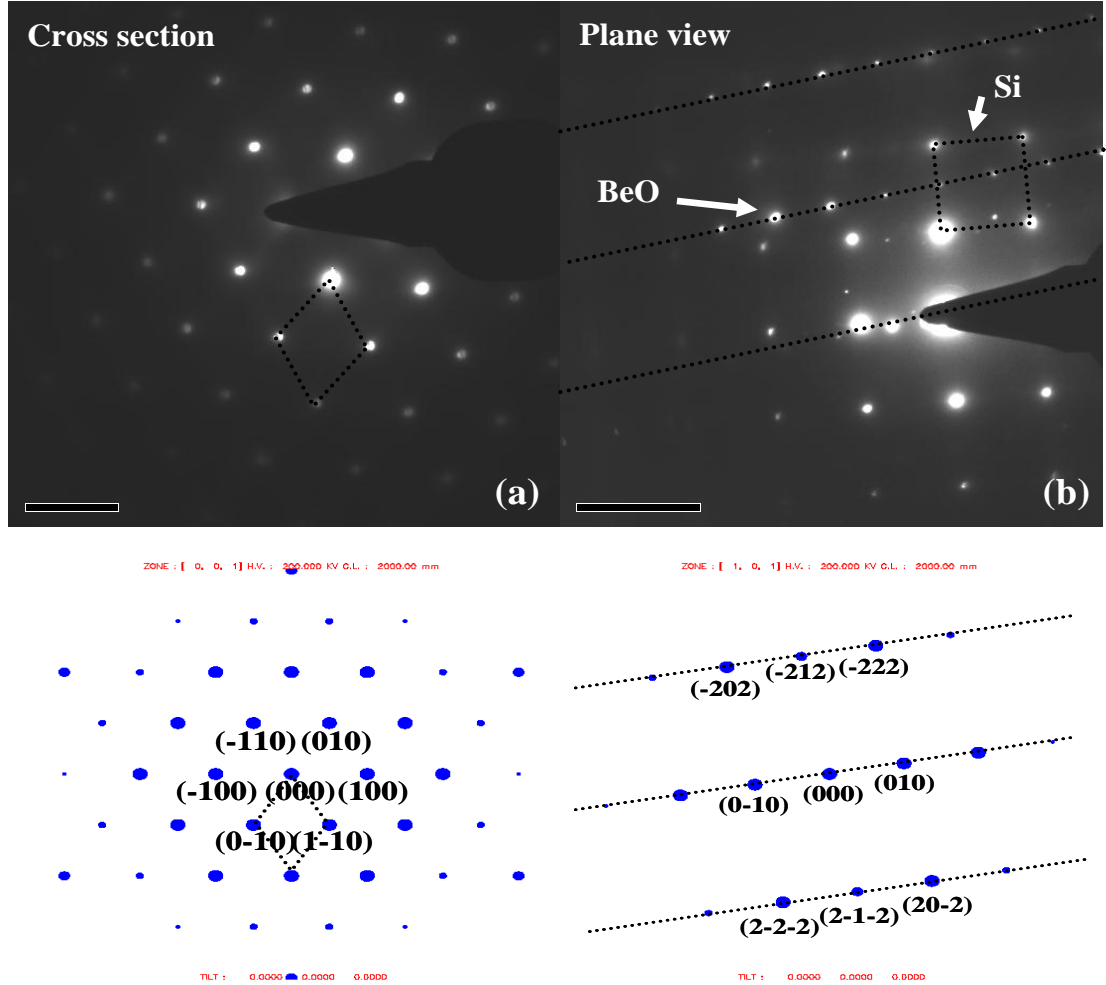 Cross section
Plane view
Si
BeO
(a)
(b)
ZONE : [ 0. 0. 1] H.V. : 200.000 KV C.L. : 2000.00 mm
ZONE : [ 1. 0. 1] H.V. : 200.000 KV C.L. : 2000.00 mm
(-202) (-212) (-222)
(-110) (010)
(-100) (000) (100)
(0-10) (000) (010)
(0-10) (1-10)
(2-2-2) (2-1-2) (20-2)
TILT : 0.0000 0.0000 0.0000
TILT : 0.0000 0.0000 0.0000